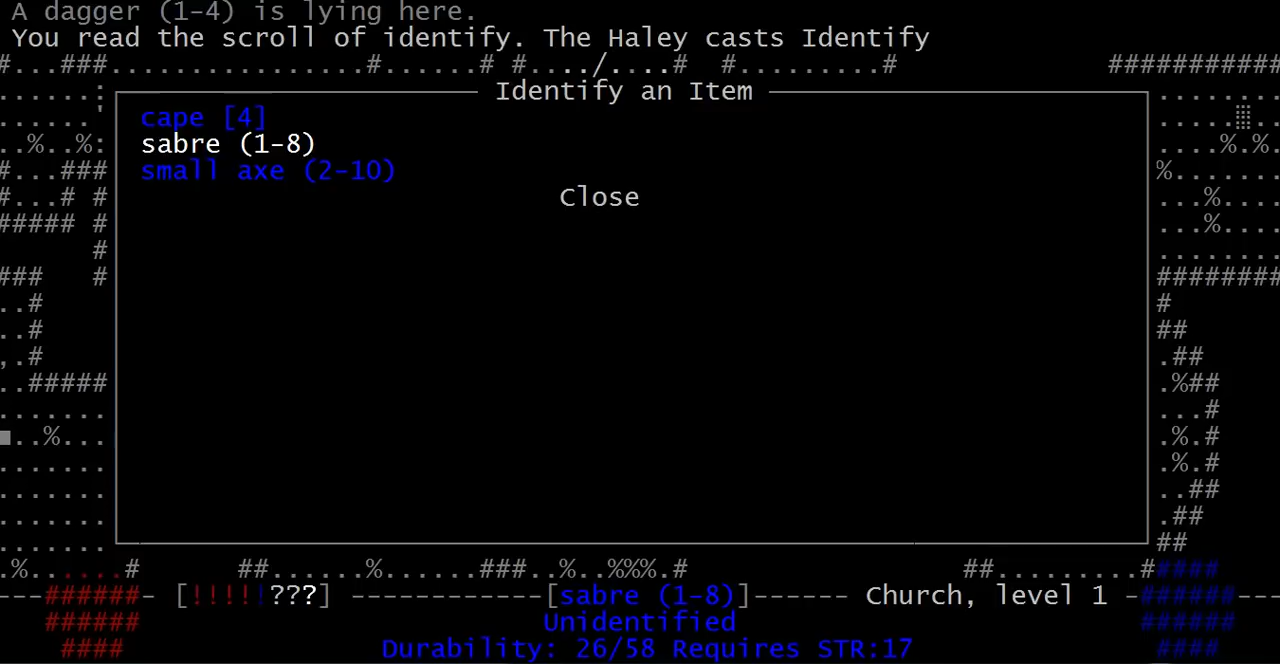 A dagger (1-4) is lying here.
You read the scroll of identify. The Haley casts Identify
Identify an Item
cape [4]
sabre (1-8)
small axe (2-10)
Close
[!!!!!???] [sabre (1-8)] Church, level 1
Unidentified
Durability: 26/58 Requires STR:17